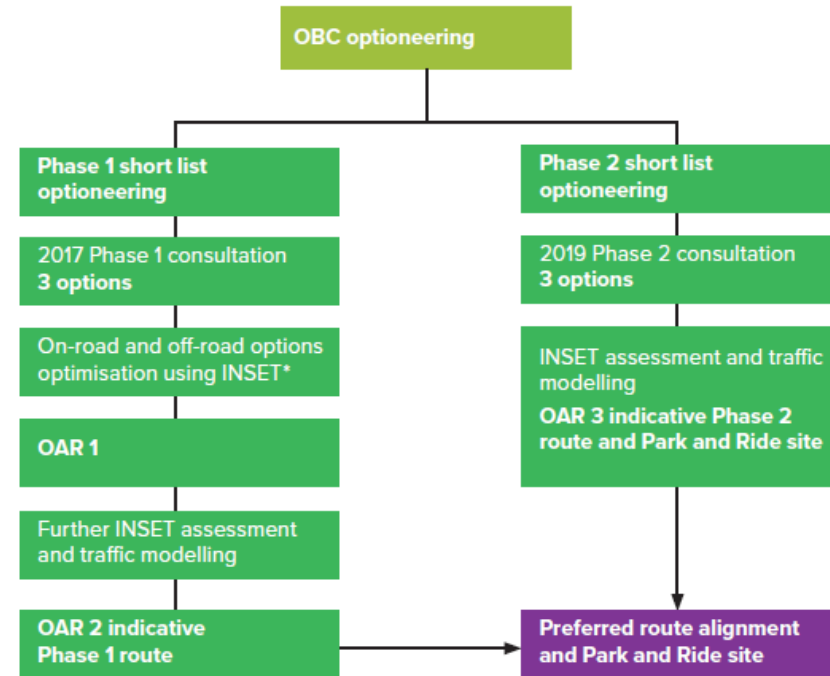 OBC optioneering
Phase 1 short list
optioneering
2017 Phase 1 consultation
3 options
On-road and off-road options
optimisation using INSET*
OAR 1
Further INSET assessment
and traffic modelling
OAR 2 indicative
Phase 1 route
Phase 2 short list
optioneering
2019 Phase 2 consultation
3 options
INSET assessment and traffic
modelling
OAR 3 indicative Phase 2
route and Park and Ride site
Preferred route alignment
and Park and Ride site